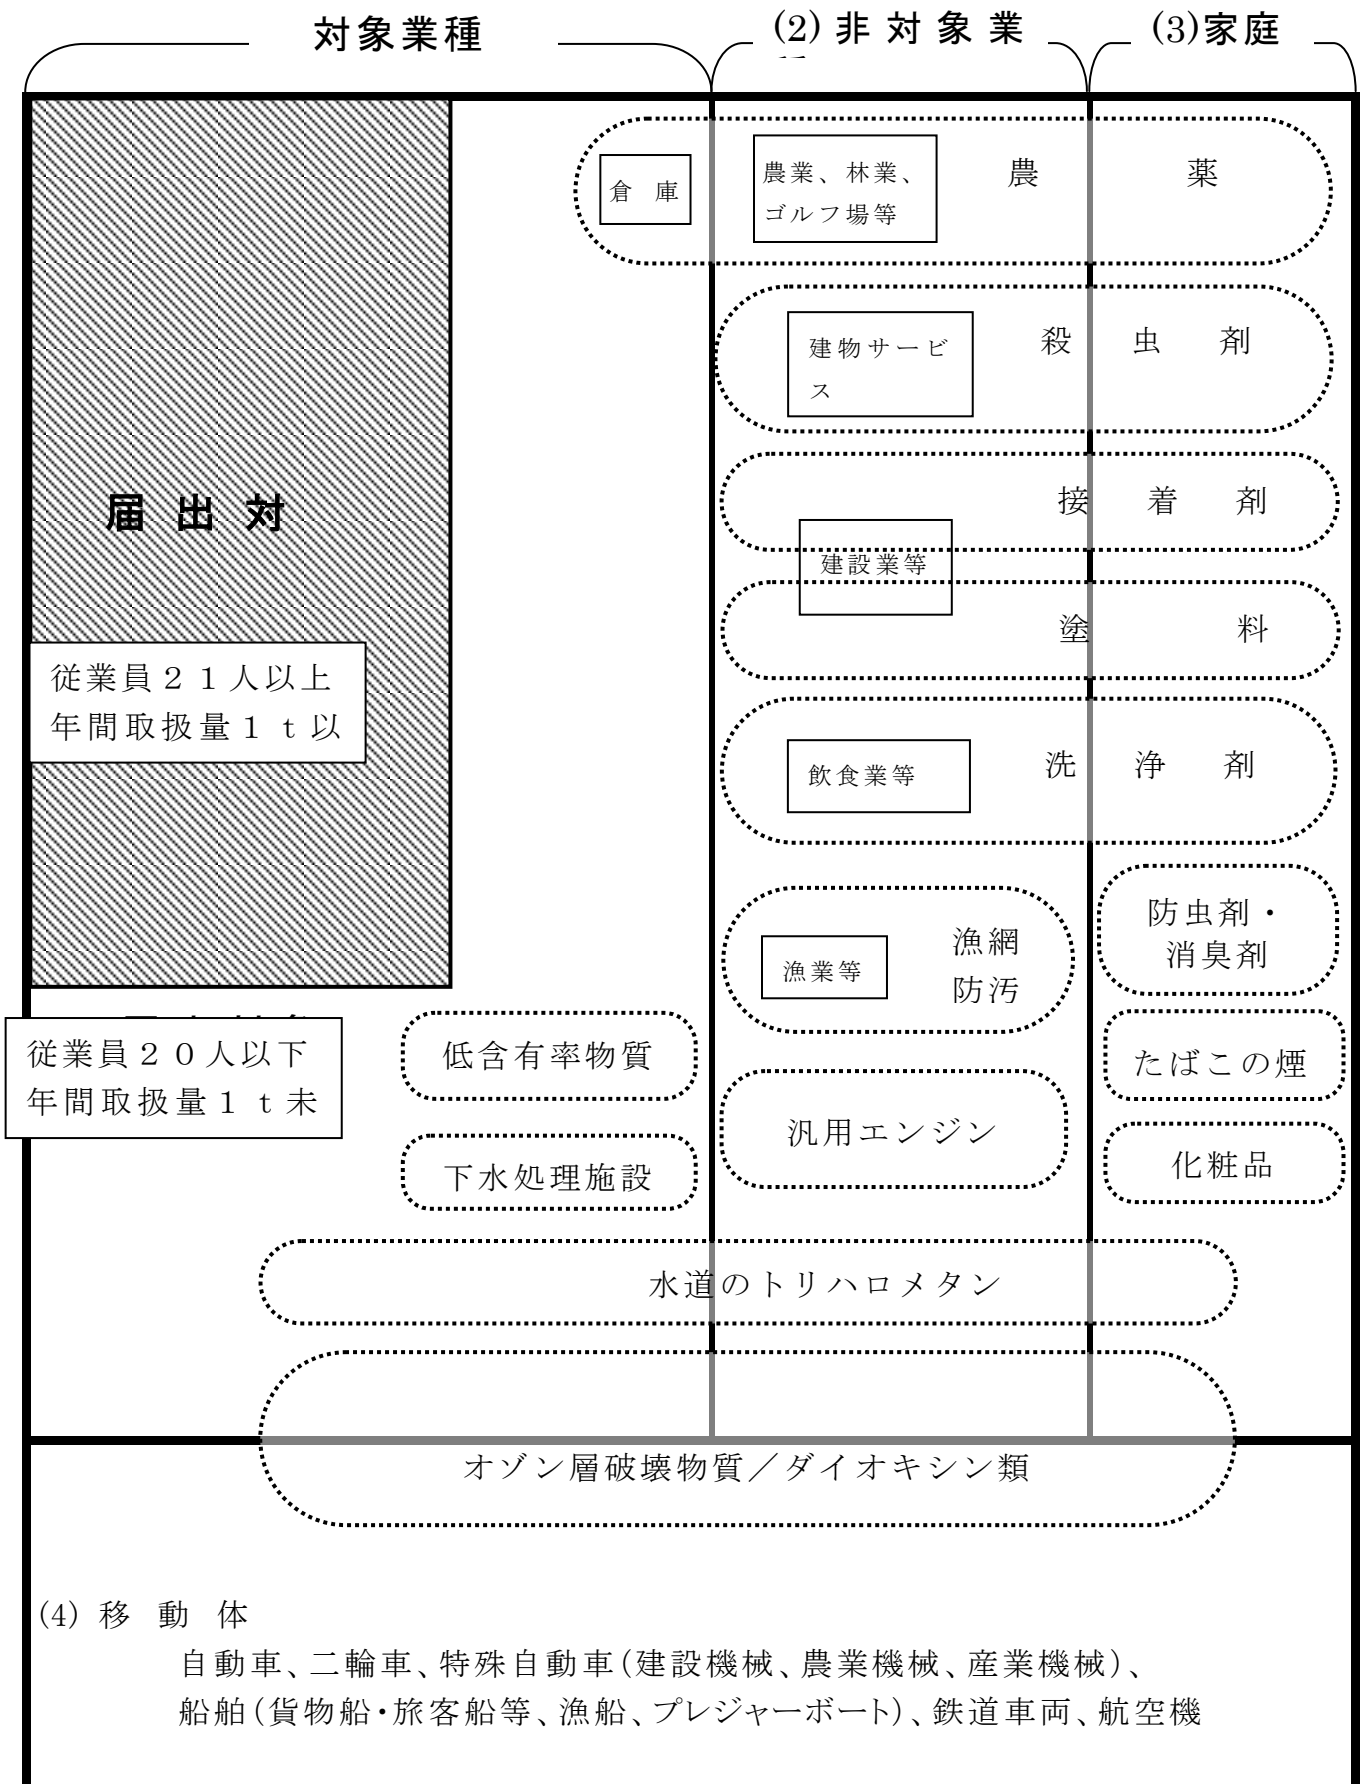 対象業種
(2)非対象業
(3)家庭
倉庫
農業、林業、
ゴルフ場等
農薬
建物サービ
ス
殺虫剤
接着剤
建設業等
塗料
届出対
従業員２１人以上
年間取扱量１ｔ以
飲食業等
洗浄剤
漁業等
漁網
防汚
防虫剤・
消臭剤
従業員２０人以下
年間取扱量１ｔ未
低含有率物質
たばこの煙
汎用エンジン
下水処理施設
化粧品
水道のトリハロメタン
オゾン層破壊物質／ダイオキシン類
(4) 移動体
自動車、二輪車、特殊自動車(建設機械、農業機械、産業機械)、
船舶(貨物船・旅客船等、漁船、プレジャーボート)、鉄道車両、航空機